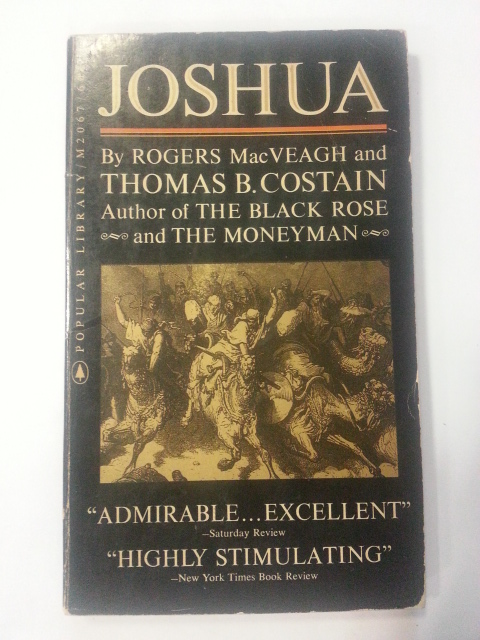 JOSHUA
By ROGERS MacVEAGH and
THOMAS B. COSTAIN
Author of THE BLACK ROSE
and THE MONEYMAN
"ADMIRABLE...EXCELLENT"
—Saturday Review
"HIGHLY STIMULATING"
—New York Times Book Review
POPULAR LIBRARY/M2067/